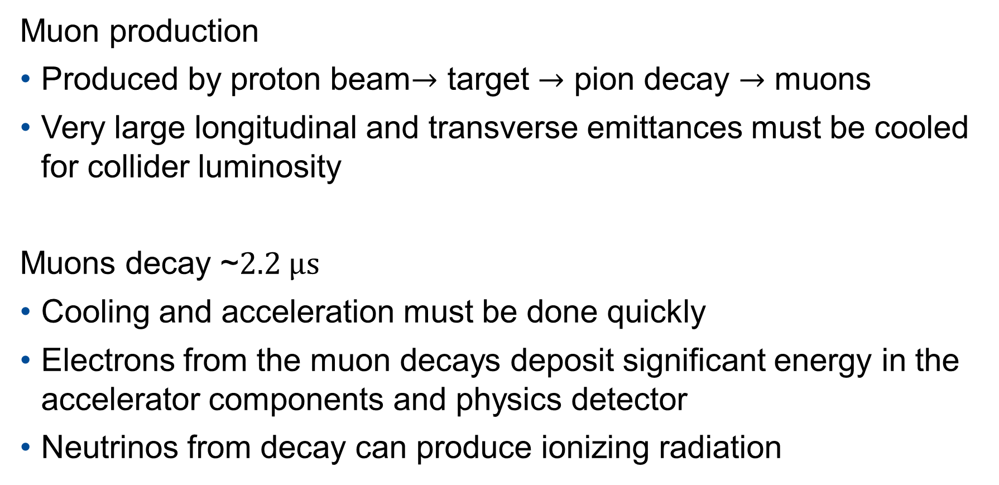 Muon production
• Produced by proton beam→ target → pion decay → muons
• Very large longitudinal and transverse emittances must be cooled
for collider luminosity
Muons decay ~2.2 μs
• Cooling and acceleration must be done quickly
• Electrons from the muon decays deposit significant energy in the
accelerator components and physics detector
• Neutrinos from decay can produce ionizing radiation